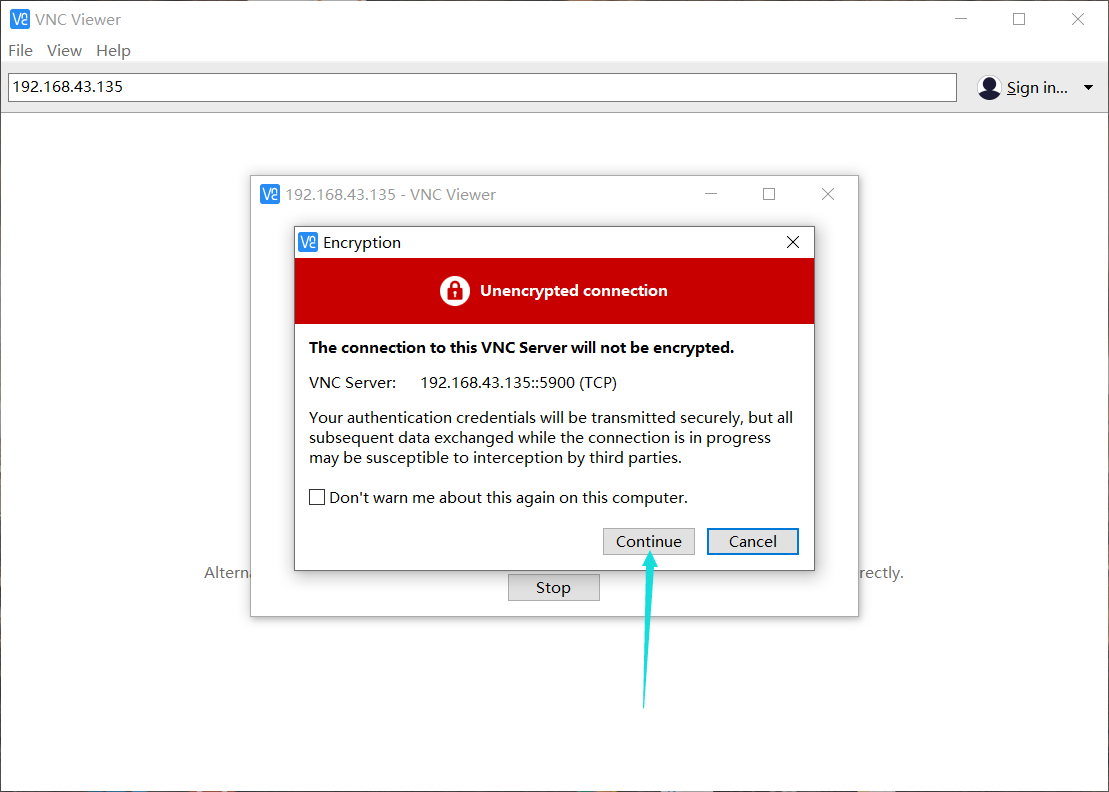 VNC Viewer
File View Help
192.168.43.135
Sign in...
192.168.43.135 - VNC Viewer
Encryption
Unencrypted connection
The connection to this VNC Server will not be encrypted.
VNC Server: 192.168.43.135::5900 (TCP)
Your authentication credentials will be transmitted securely, but all
subsequent data exchanged while the connection is in progress
may be susceptible to interception by third parties.
Don't warn me about this again on this computer.
Continue Cancel
Stop